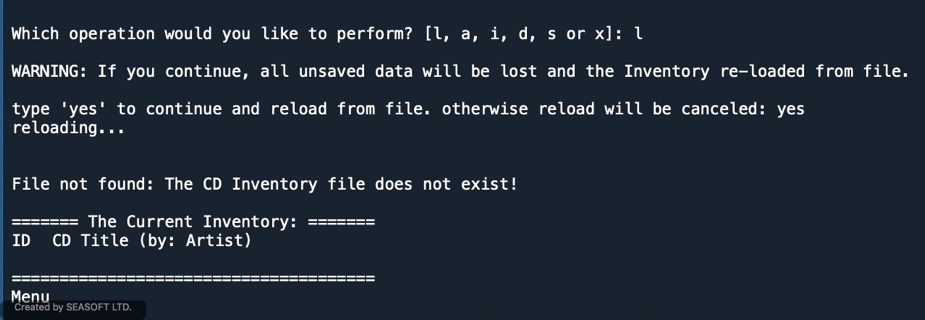 Which operation would you like to perform? [l, a, i, d, s or x]: l
WARNING: If you continue, all unsaved data will be lost and the Inventory re-loaded from file.
type 'yes' to continue and reload from file. otherwise reload will be canceled: yes
reloading...
File not found: The CD Inventory file does not exist!
======= The Current Inventory: =======
ID  CD Title (by: Artist)
======================================
Menu
Created by SEASOFT LTD.